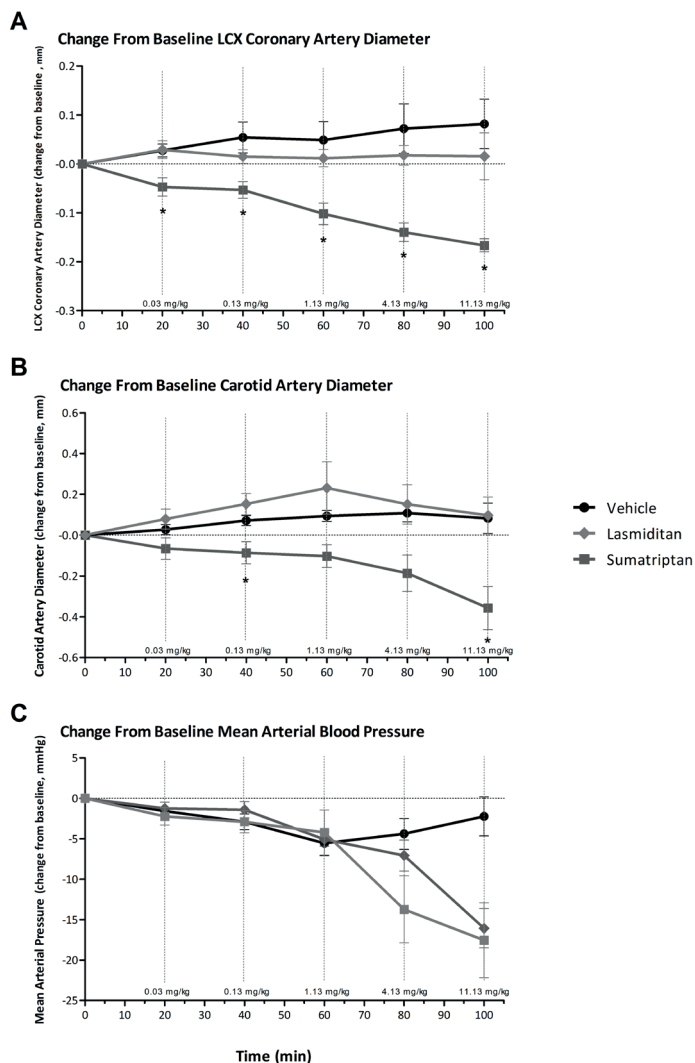 A
Change From Baseline LCX Coronary Artery Diameter
LCX Coronary Artery Diameter (change from baseline , mm)
0.2
0.1
-0.0
-0.1
-0.2
-0.3
* * * * *
0.03 mg/kg 0.13 mg/kg 1.13 mg/kg 4.13 mg/kg 11.13 mg/kg
0 10 20 30 40 50 60 70 80 90 100
B
Change From Baseline Carotid Artery Diameter
Carotid Artery Diameter (change from baseline, mm)
0.6
0.4
0.2
-0.0
-0.2
-0.4
-0.6
* *
0.03 mg/kg 0.13 mg/kg 1.13 mg/kg 4.13 mg/kg 11.13 mg/kg
0 10 20 30 40 50 60 70 80 90 100
Vehicle
Lasmiditan
Sumatriptan
C
Change From Baseline Mean Arterial Blood Pressure
Mean Arterial Pressure (change from baseline, mmHg)
5
0
-5
-10
-15
-20
-25
0.03 mg/kg 0.13 mg/kg 1.13 mg/kg 4.13 mg/kg 11.13 mg/kg
0 10 20 30 40 50 60 70 80 90 100
Time (min)